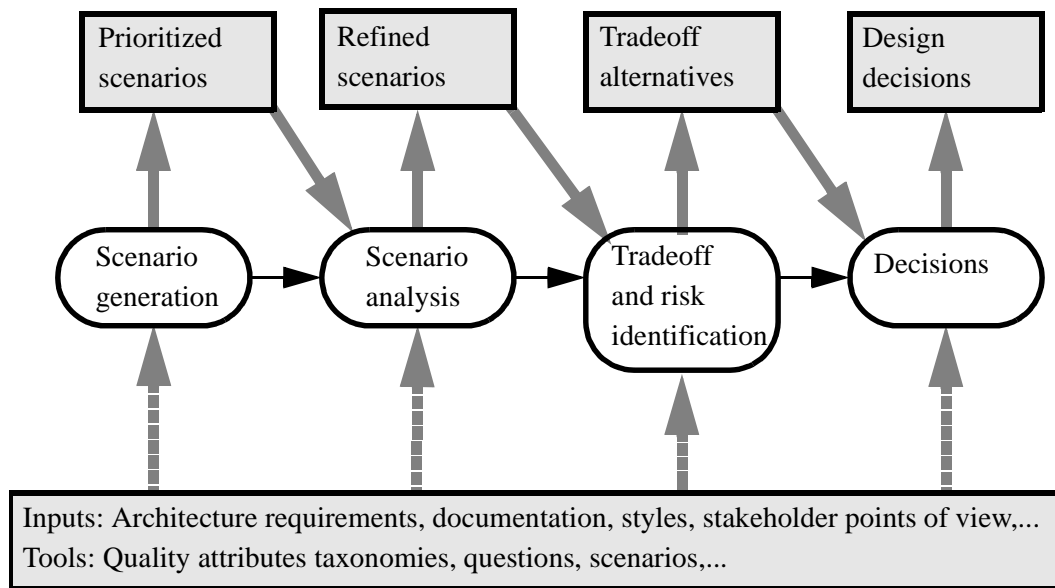 Prioritized
scenarios
Refined
scenarios
Tradeoff
alternatives
Design
decisions
Scenario
generation
Scenario
analysis
Tradeoff
and risk
identification
Decisions
Inputs: Architecture requirements, documentation, styles, stakeholder points of view,...
Tools: Quality attributes taxonomies, questions, scenarios,...